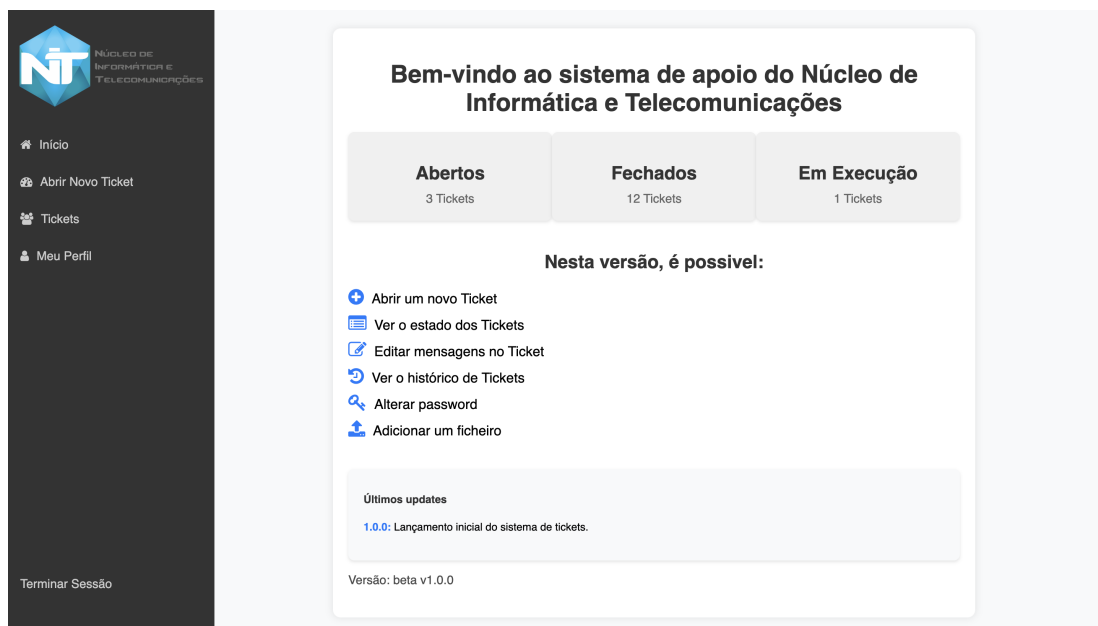 NIT
Núcleo de
Informática e
Telecomunicações
Início
Abrir Novo Ticket
Tickets
Meu Perfil
Terminar Sessão
Bem-vindo ao sistema de apoio do Núcleo de
Informática e Telecomunicações
Abertos
3 Tickets
Fechados
12 Tickets
Em Execução
1 Tickets
Nesta versão, é possivel:
Abrir um novo Ticket
Ver o estado dos Tickets
Editar mensagens no Ticket
Ver o histórico de Tickets
Alterar password
Adicionar um ficheiro
Últimos updates
1.0.0: Lançamento inicial do sistema de tickets.
Versão: beta v1.0.0